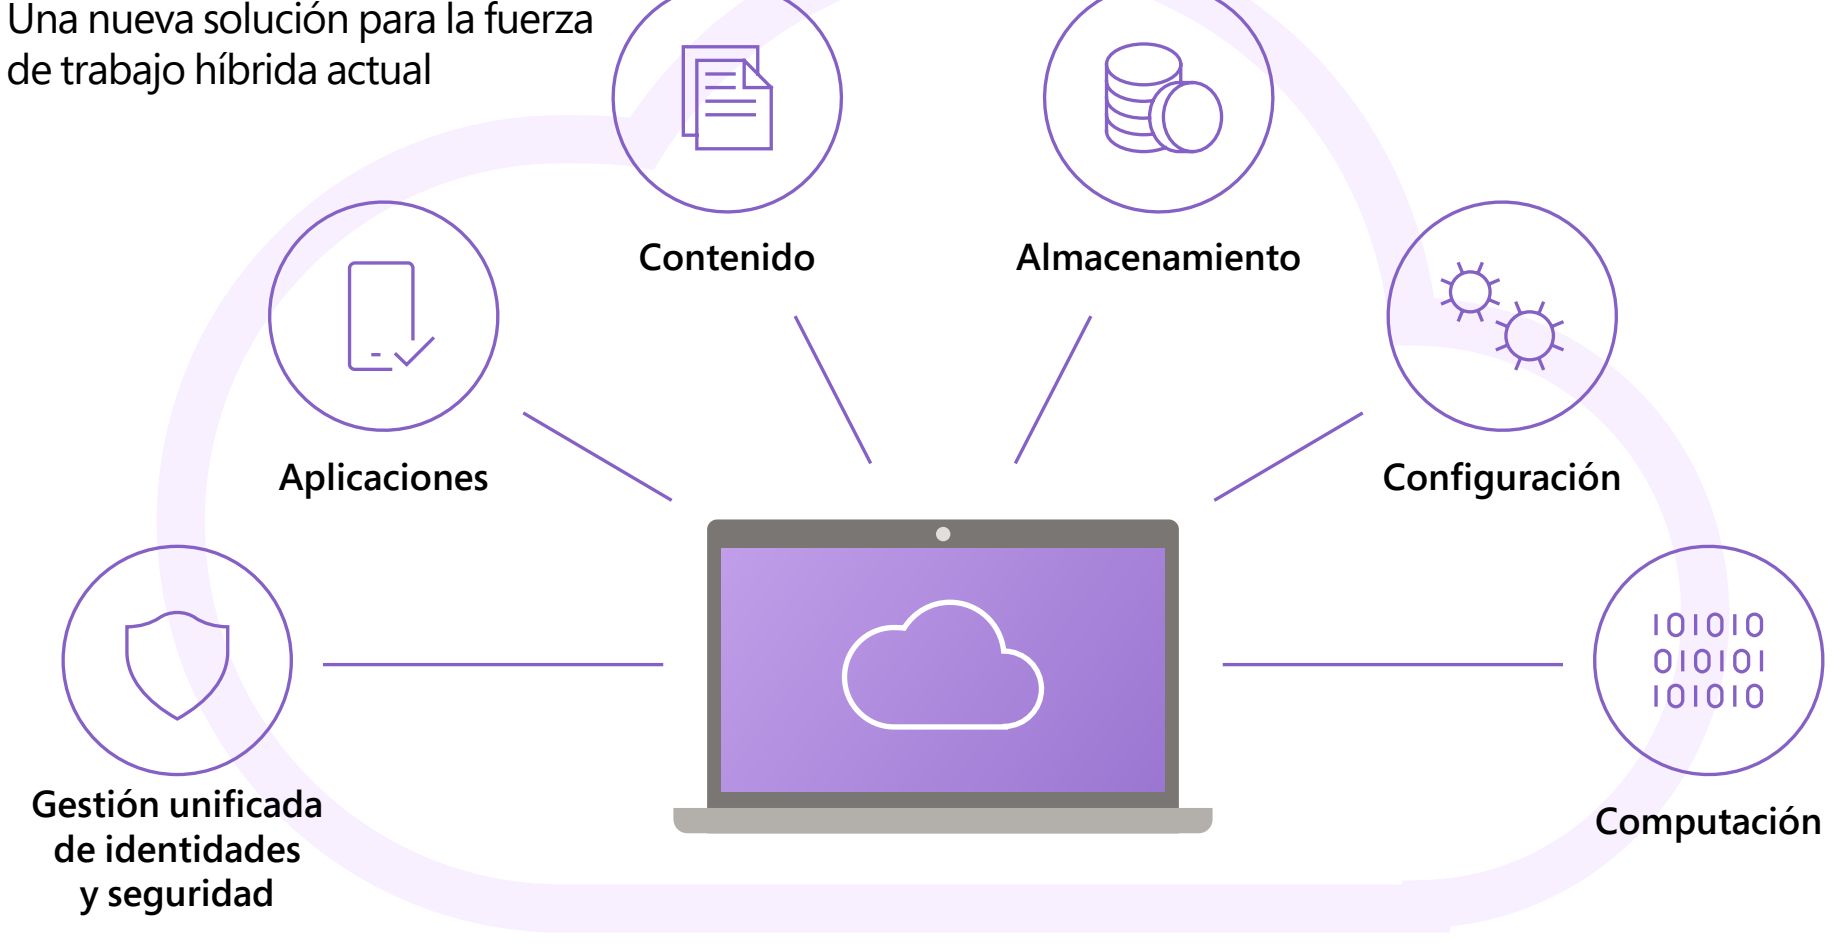 Una nueva solución para la fuerza
de trabajo híbrida actual
Contenido
Almacenamiento
Aplicaciones
Configuración
Gestión unificada
de identidades
y seguridad
101010
010101
101010
Computación